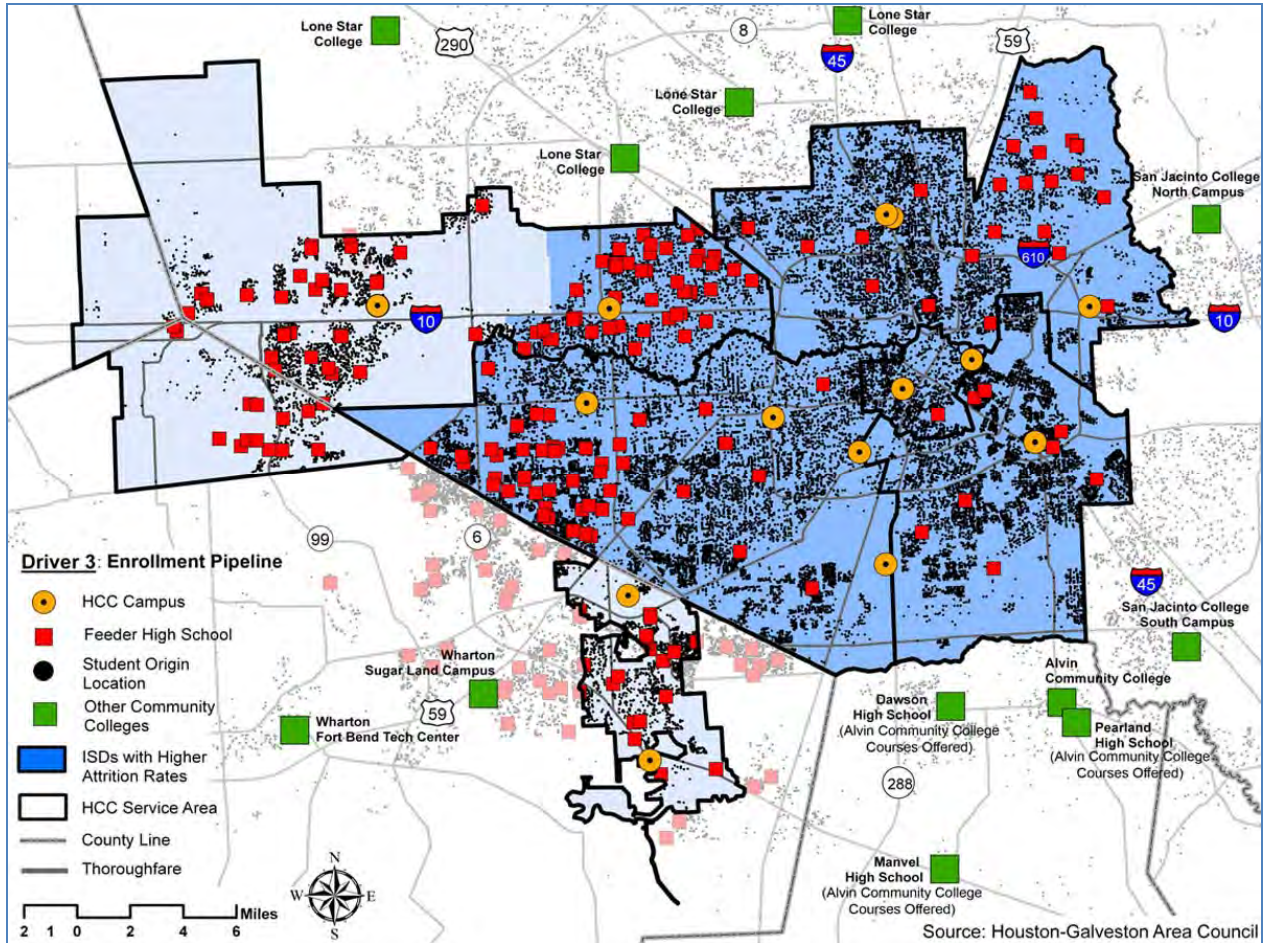 Lone Star
College
290
8
Lone Star
College
45
59
Lone Star
College
Lone Star
College
San Jacinto College
North Campus
610
10
10
99
6
Driver 3: Enrollment Pipeline
HCC Campus
Feeder High School
Student Origin
Location
Other Community
Colleges
ISDs with Higher
Attrition Rates
HCC Service Area
County Line
Thoroughfare
Miles
2 1 0 2 4 6
N
W E
S
Wharton
Sugar Land Campus
59
Wharton
Fort Bend Tech Center
45
San Jacinto College
South Campus
Alvin
Community College
Dawson
High School
(Alvin Community College
Courses Offered)
Pearland
High School
(Alvin Community College
Courses Offered)
288
Manvel
High School
(Alvin Community College
Courses Offered)
Source: Houston-Galveston Area Council